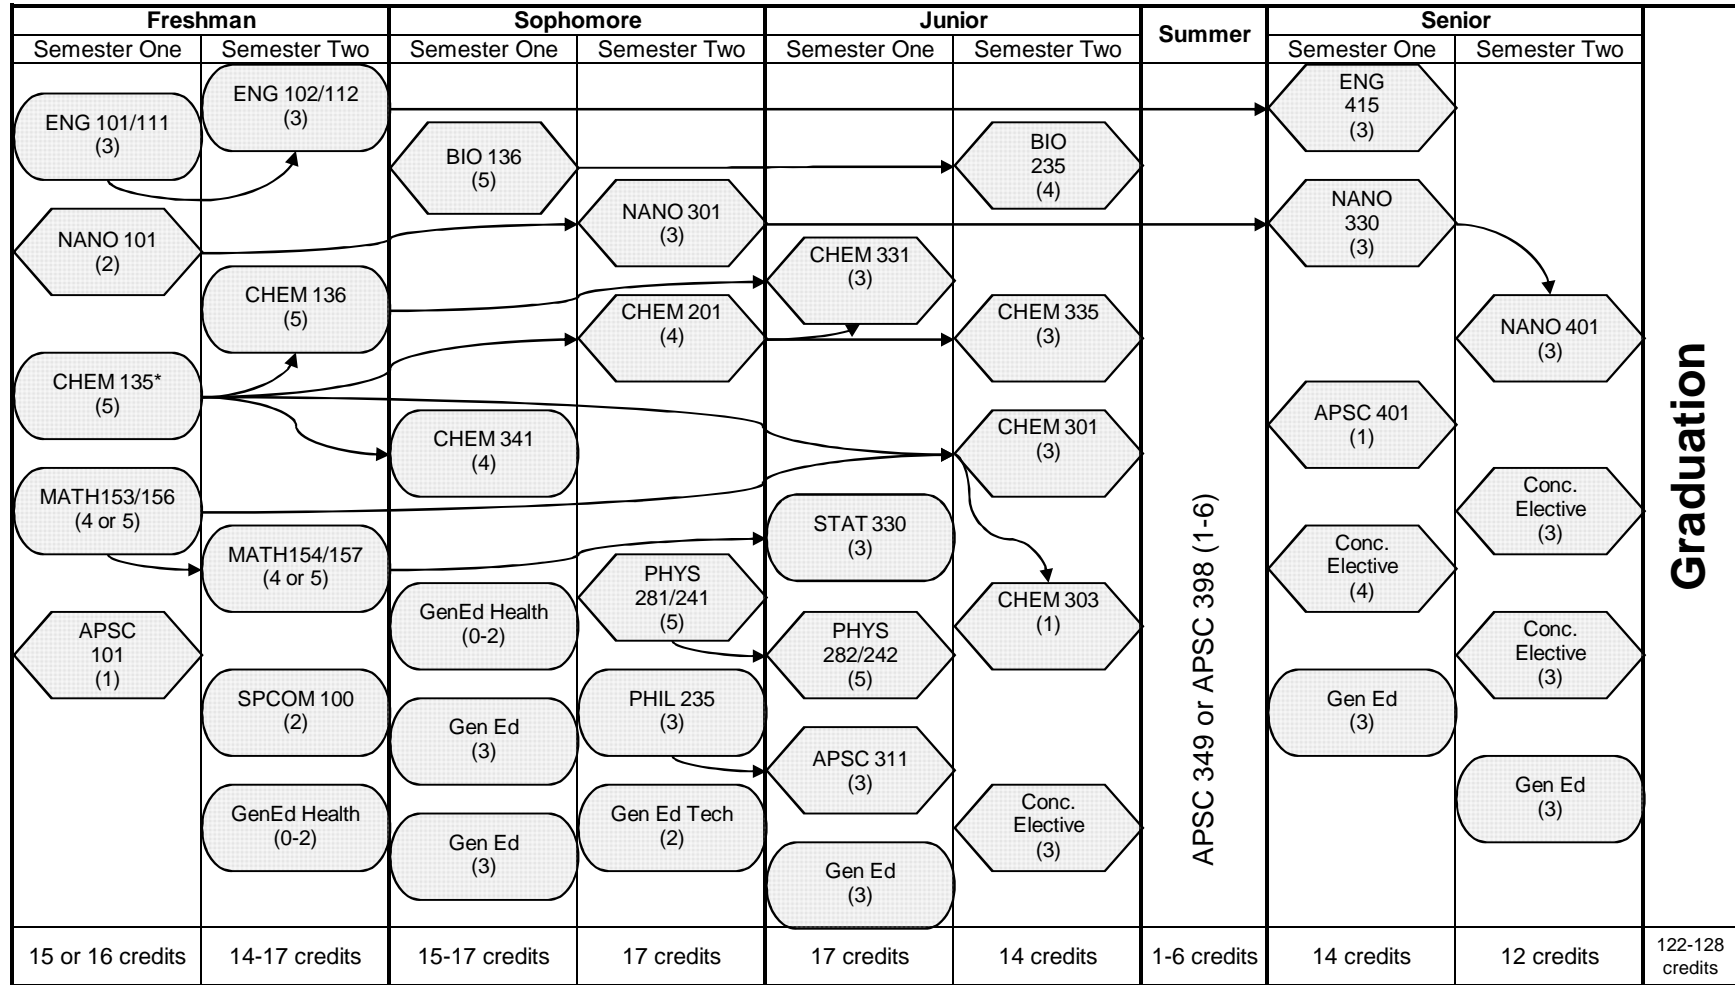 Freshman
Sophomore
Junior
Summer
Senior
Graduation
Semester One
Semester Two
Semester One
Semester Two
Semester One
Semester Two
Semester One
Semester Two
ENG 101/111
(3)
NANO 101
(2)
CHEM 135*
(5)
MATH153/156
(4 or 5)
APSC
101
(1)
ENG 102/112
(3)
CHEM 136
(5)
MATH154/157
(4 or 5)
SPCOM 100
(2)
GenEd Health
(0-2)
BIO 136
(5)
CHEM 341
(4)
GenEd Health
(0-2)
Gen Ed
(3)
Gen Ed
(3)
NANO 301
(3)
CHEM 201
(4)
PHYS
281/241
(5)
PHIL 235
(3)
Gen Ed Tech
(2)
CHEM 331
(3)
STAT 330
(3)
PHYS
282/242
(5)
APSC 311
(3)
Gen Ed
(3)
BIO
235
(4)
CHEM 335
(3)
CHEM 301
(3)
CHEM 303
(1)
Conc.
Elective
(3)
APSC 349 or APSC 398 (1-6)
ENG
415
(3)
NANO
330
(3)
APSC 401
(1)
Conc.
Elective
(4)
Gen Ed
(3)
NANO 401
(3)
Conc.
Elective
(3)
Conc.
Elective
(3)
Gen Ed
(3)
15 or 16 credits
14-17 credits
15-17 credits
17 credits
17 credits
14 credits
1-6 credits
14 credits
12 credits
122-128
credits